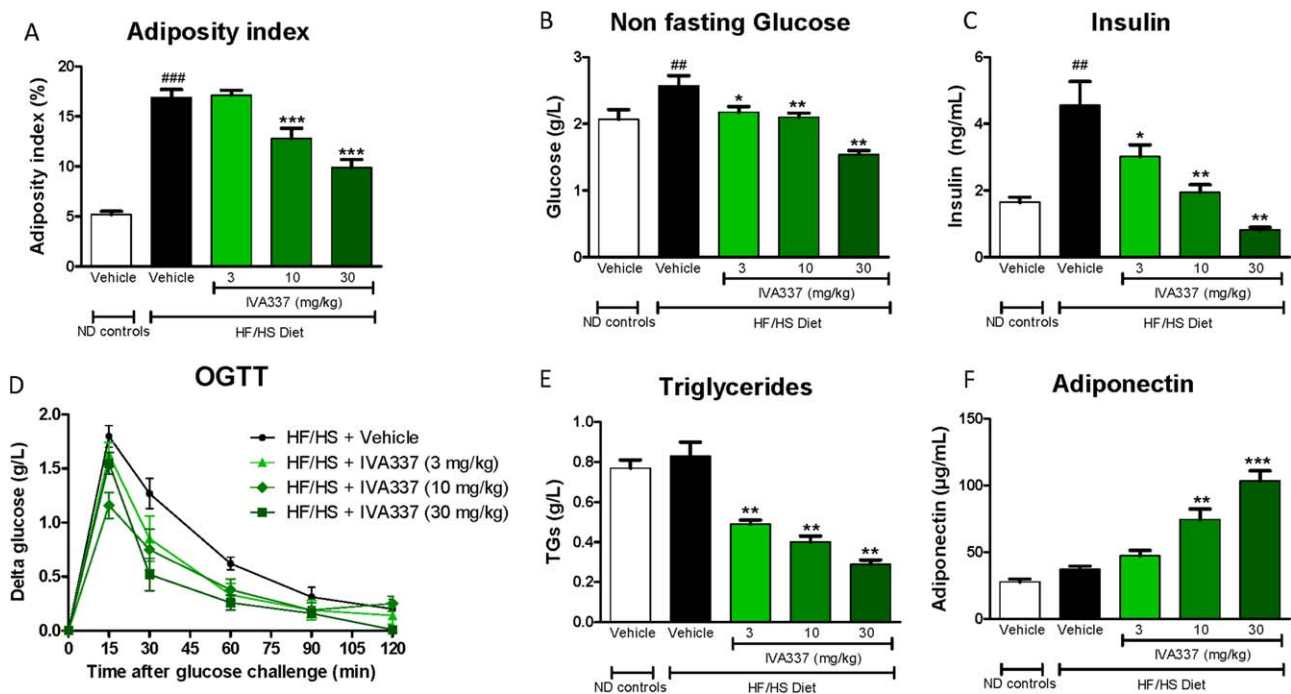 A
Adiposity index
Adiposity index (%)
20
15
10
5
0
###
***
***
Vehicle Vehicle 3 10 30
IVA337 (mg/kg)
ND controls HF/HS Diet
B
Non fasting Glucose
Glucose (g/L)
3
2
1
0
##
*
**
**
Vehicle Vehicle 3 10 30
IVA337 (mg/kg)
ND controls HF/HS Diet
C
Insulin
Insulin (ng/mL)
6
4
2
0
##
*
**
**
Vehicle Vehicle 3 10 30
IVA337 (mg/kg)
ND controls HF/HS Diet
D
OGTT
Delta glucose (g/L)
2.0
1.5
1.0
0.5
0.0
HF/HS + Vehicle
HF/HS + IVA337 (3 mg/kg)
HF/HS + IVA337 (10 mg/kg)
HF/HS + IVA337 (30 mg/kg)
0 15 30 45 60 75 90 105 120
Time after glucose challenge (min)
E
Triglycerides
TGs (g/L)
1.0
0.8
0.6
0.4
0.2
0.0
**
**
**
Vehicle Vehicle 3 10 30
IVA337 (mg/kg)
ND controls HF/HS Diet
F
Adiponectin
Adiponectin (µg/mL)
150
100
50
0
**
***
Vehicle Vehicle 3 10 30
IVA337 (mg/kg)
ND controls HF/HS Diet